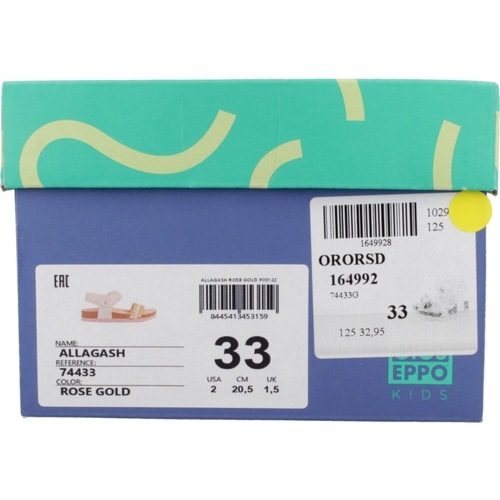 1029
125
1649928
ORORSD
164992
74433G
33
125 32,95
EAC
ALLAGASH ROSE GOLD P00122
8445413453159
NAME:
ALLAGASH
REFERENCE:
74433
COLOR:
ROSE GOLD
33
USA CM UK
2 20,5 1,5
EPPO
KIDS